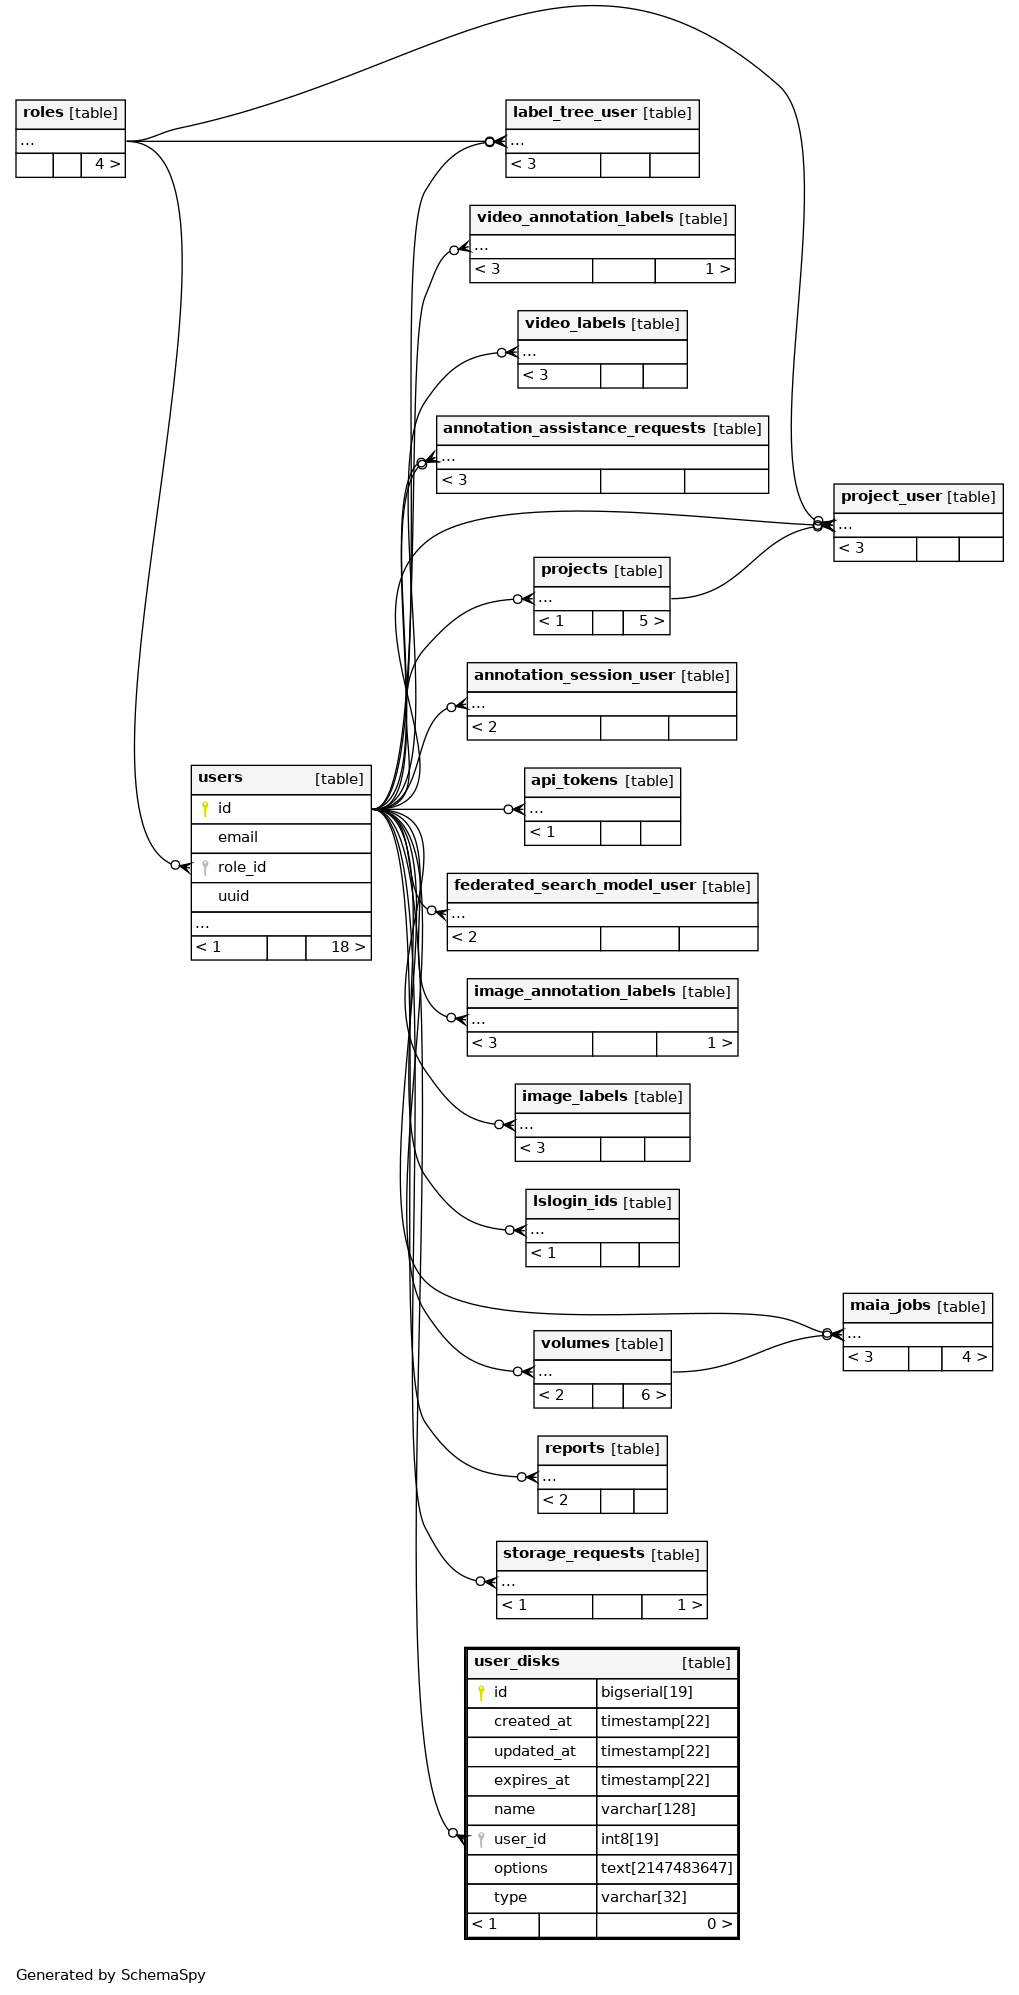 roles [table]
...
4 >
label_tree_user [table]
...
< 3
video_annotation_labels [table]
...
< 3 1 >
video_labels [table]
...
< 3
annotation_assistance_requests [table]
...
< 3
project_user [table]
...
< 3
projects [table]
...
< 1 5 >
annotation_session_user [table]
...
< 2
users [table]
id
email
role_id
uuid
...
< 1 18 >
api_tokens [table]
...
< 1
federated_search_model_user [table]
...
< 2
image_annotation_labels [table]
...
< 3 1 >
image_labels [table]
...
< 3
lslogin_ids [table]
...
< 1
maia_jobs [table]
...
< 3 4 >
volumes [table]
...
< 2 6 >
reports [table]
...
< 2
storage_requests [table]
...
< 1 1 >
user_disks [table]
id bigserial[19]
created_at timestamp[22]
updated_at timestamp[22]
expires_at timestamp[22]
name varchar[128]
user_id int8[19]
options text[2147483647]
type varchar[32]
< 1 0 >
Generated by SchemaSpy